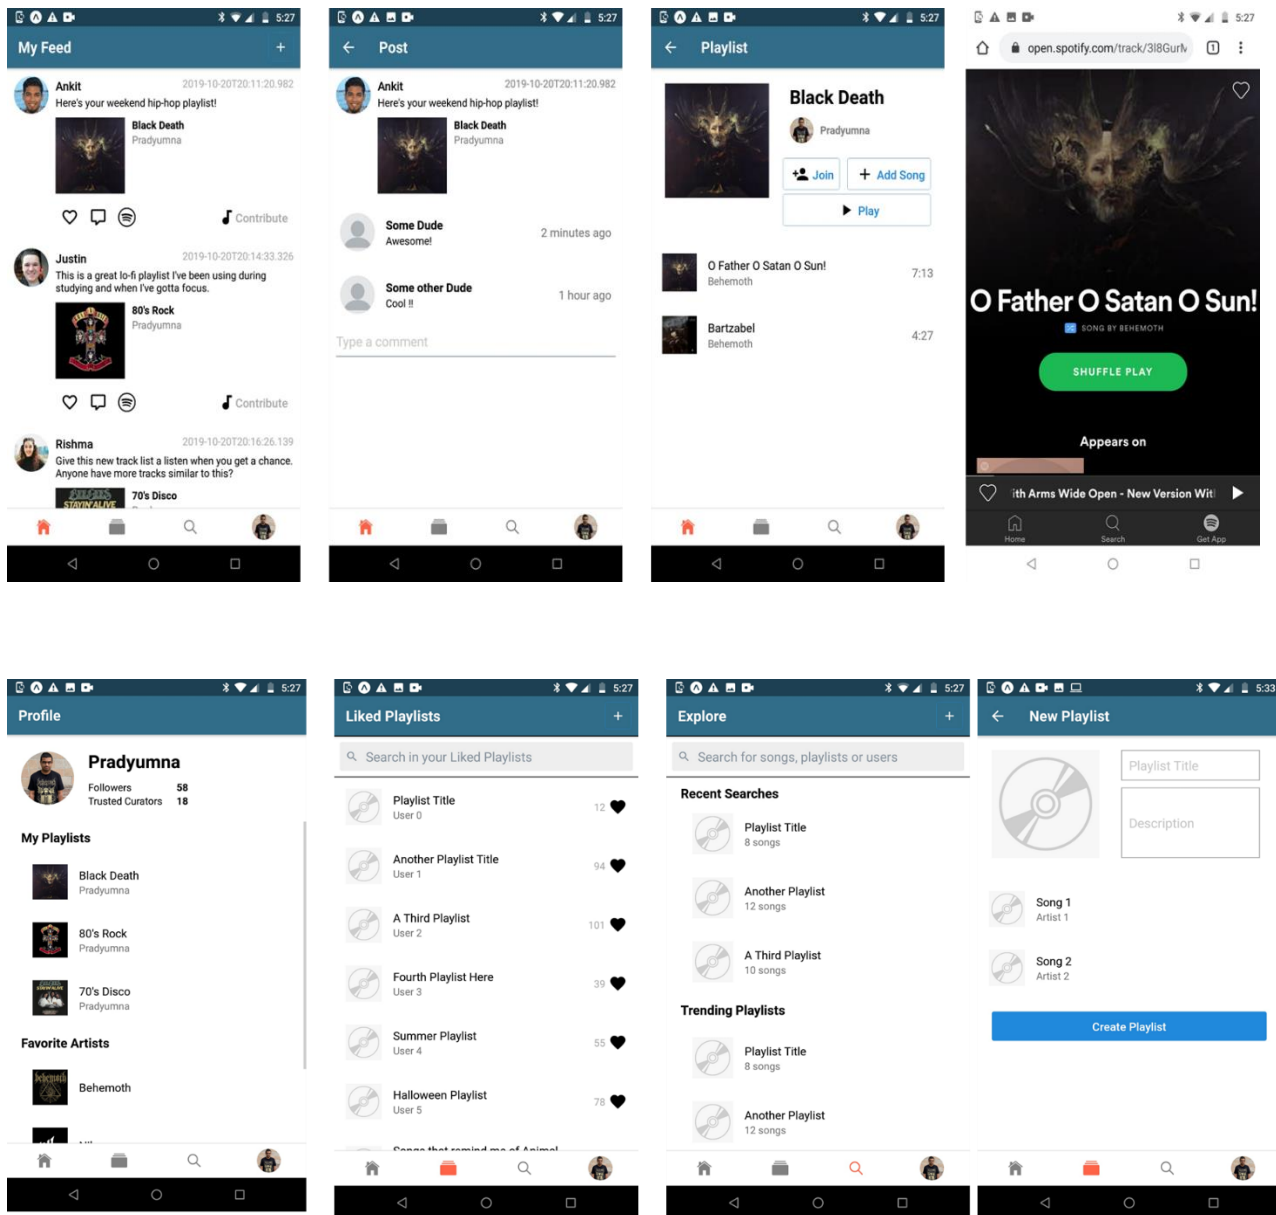 5:27
My Feed
+
Ankit
2019-10-20T20:11:20.982
Here's your weekend hip-hop playlist!
Black Death
Pradyumna
Contribute
Justin
2019-10-20T20:14:33.326
This is a great lo-fi playlist I've been using during
studying and when I've gotta focus.
80's Rock
Pradyumna
Contribute
Rishma
2019-10-20T20:16:26.139
Give this new track list a listen when you get a chance.
Anyone have more tracks similar to this?
STAYIN' ALIVE
70's Disco
5:27
Post
Ankit
2019-10-20T20:11:20.982
Here's your weekend hip-hop playlist!
Black Death
Pradyumna
Some Dude
Awesome!
2 minutes ago
Some other Dude
Cool !!
1 hour ago
Type a comment
5:27
Playlist
Black Death
Pradyumna
Join
+ Add Song
Play
O Father O Satan O Sun!
Behemoth
7:13
Bartzabel
Behemoth
4:27
5:27
open.spotify.com/track/3l8GurM
1
O Father O Satan O Sun!
SONG BY BEHEMOTH
SHUFFLE PLAY
Appears on
ith Arms Wide Open - New Version Wit
Home
Search
Get App
5:27
Profile
Pradyumna
Followers 58
Trusted Curators 18
My Playlists
Black Death
Pradyumna
80's Rock
Pradyumna
70's Disco
Pradyumna
Favorite Artists
Behemoth
5:27
Liked Playlists
+
Search in your Liked Playlists
Playlist Title
User 0
12
Another Playlist Title
User 1
94
A Third Playlist
User 2
101
Fourth Playlist Here
User 3
39
Summer Playlist
User 4
55
Halloween Playlist
User 5
78
Songs that remind me of Animal
5:27
Explore
+
Search for songs, playlists or users
Recent Searches
Playlist Title
8 songs
Another Playlist
12 songs
A Third Playlist
10 songs
Trending Playlists
Playlist Title
8 songs
Another Playlist
12 songs
5:33
New Playlist
Playlist Title
Description
Song 1
Artist 1
Song 2
Artist 2
Create Playlist